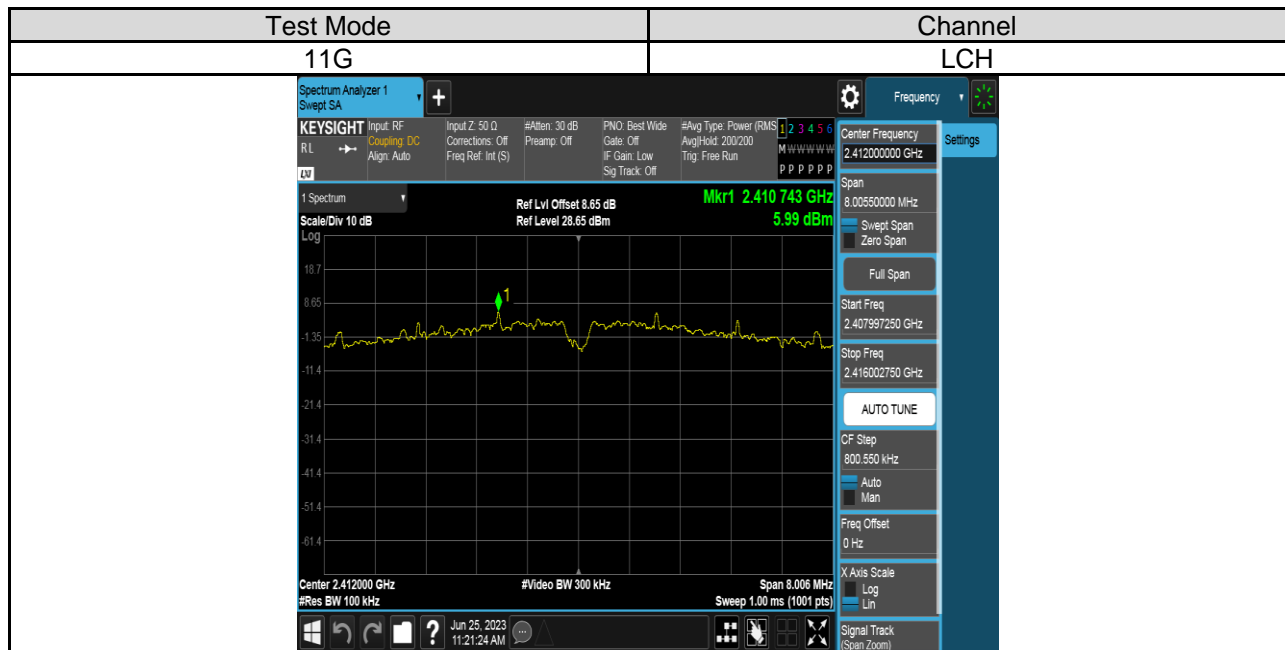 Test Mode Channel
11G LCH
Spectrum Analyzer 1
Swept SA
+
Frequency
KEYSIGHT
RL
LXI
Input: RF
Coupling: DC
Align: Auto
Input Z: 50 Ω
Corrections: Off
Freq Ref: Int (S)
#Atten: 30 dB
Preamp: Off
PNO: Best Wide
Gate: Off
IF Gain: Low
Sig Track: Off
#Avg Type: Power (RMS
Avg|Hold: 200/200
Trig: Free Run
1 2 3 4 5 6
M W W W W W
P P P P P P
Center Frequency
2.412000000 GHz
Settings
1 Spectrum
Scale/Div 10 dB
Log
Ref Lvl Offset 8.65 dB
Ref Level 28.65 dBm
Mkr1 2.410 743 GHz
5.99 dBm
18.7
8.65
-1.35
-11.4
-21.4
-31.4
-41.4
-51.4
-61.4
1
Center 2.412000 GHz
#Res BW 100 kHz
#Video BW 300 kHz
Span 8.006 MHz
Sweep 1.00 ms (1001 pts)
Span
8.00550000 MHz
Swept Span
Zero Span
Full Span
Start Freq
2.407997250 GHz
Stop Freq
2.416002750 GHz
AUTO TUNE
CF Step
800.550 kHz
Auto
Man
Freq Offset
0 Hz
X Axis Scale
Log
Lin
Signal Track
(Span Zoom)
?
Jun 25, 2023
11:21:24 AM